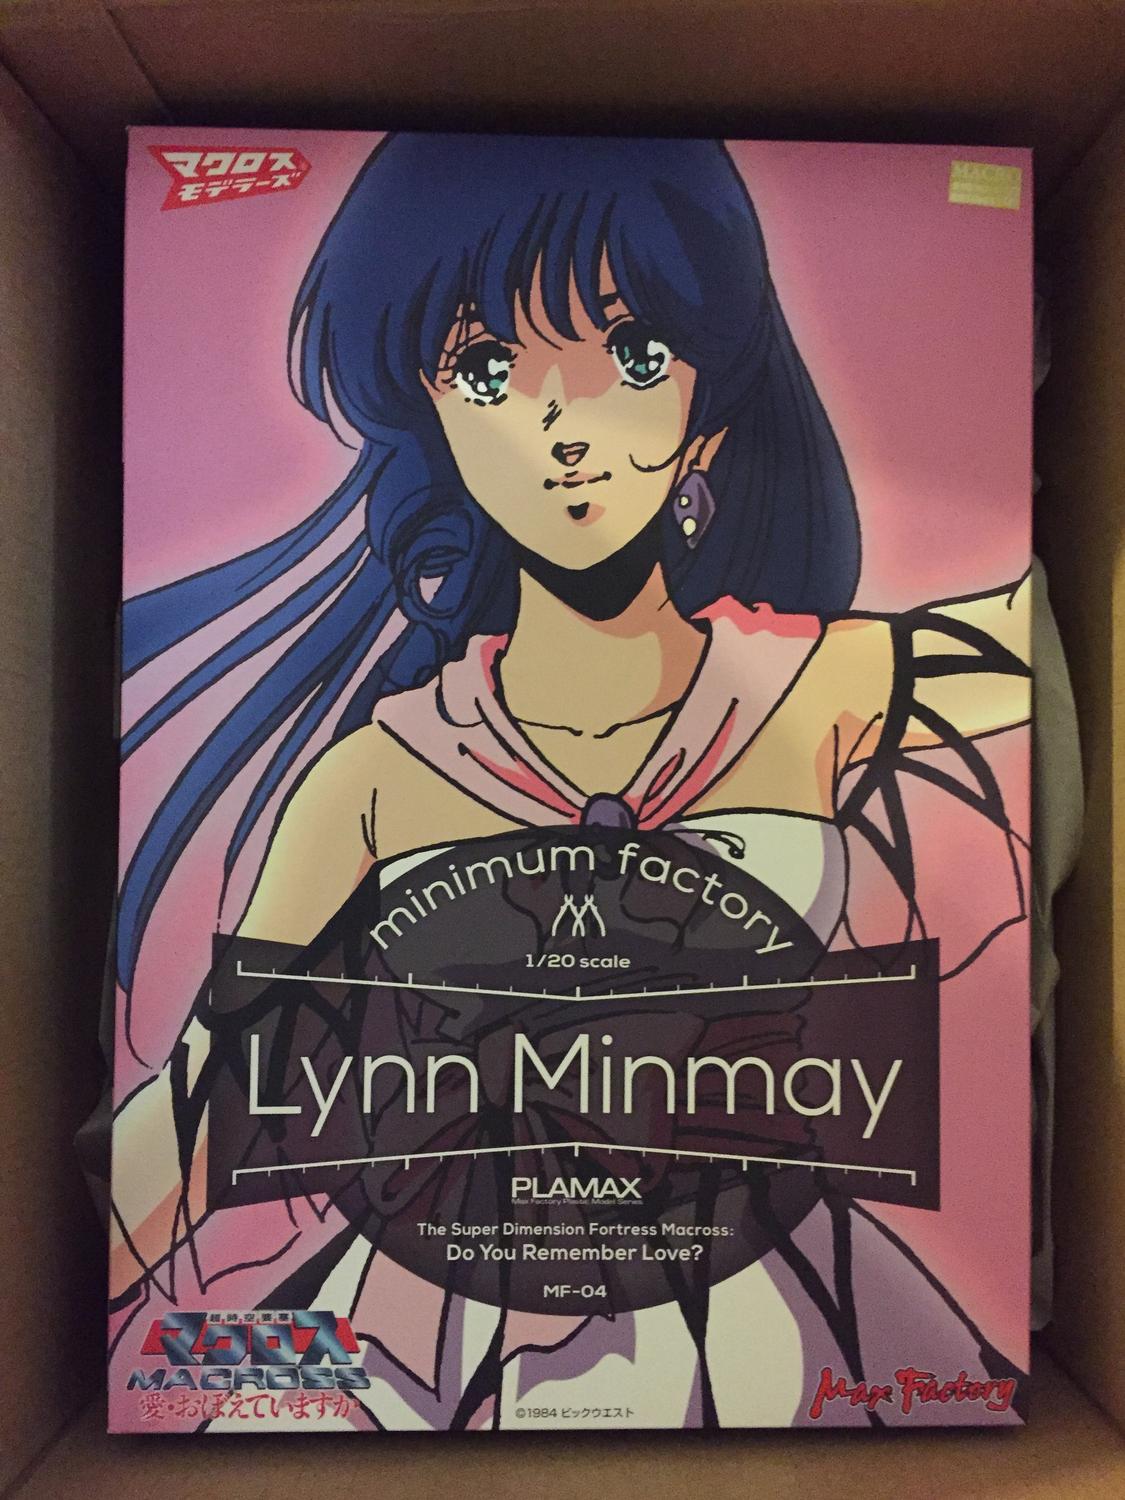 マクロス
モデラーズ
MACRO
minimum factory
1/20 scale
Lynn Minmay
PLAMAX
Max Factory Plastic Model Series
The Super Dimension Fortress Macross:
Do You Remember Love?
MF-04
超時空要塞
マクロス
MACROSS
愛・おぼえていますか
©1984 ビックウエスト
Max Factory